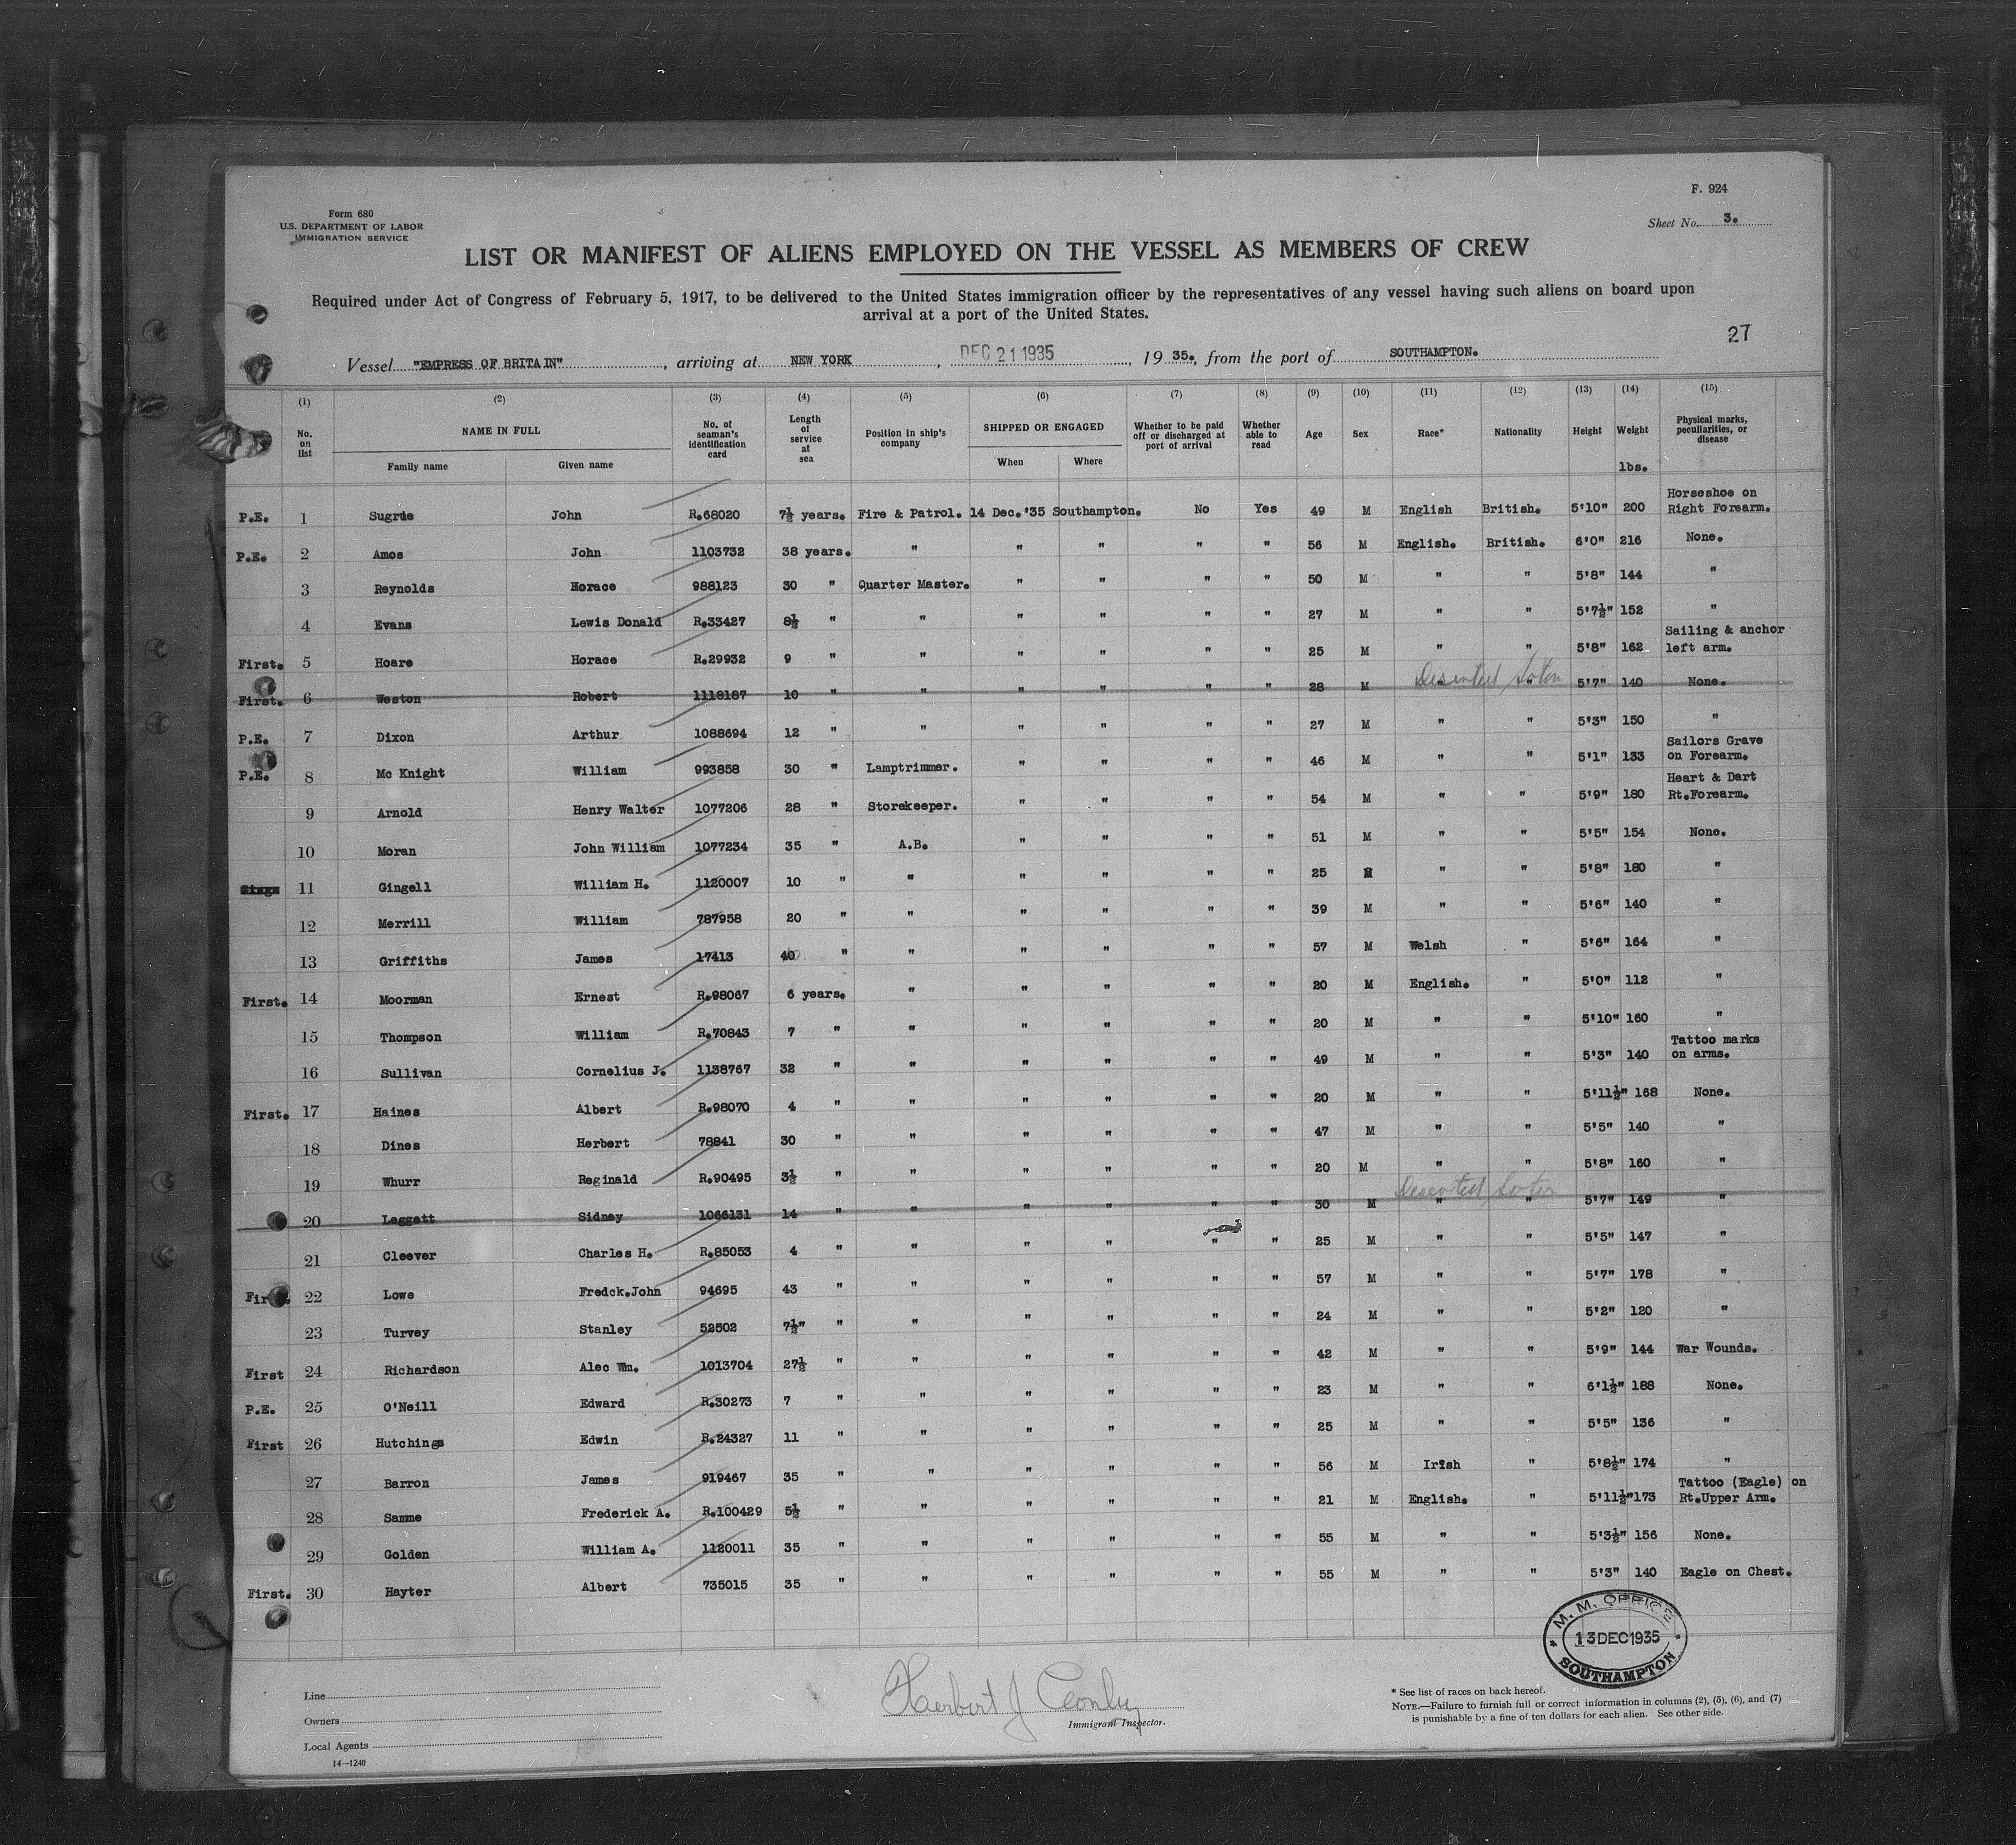 F. 924
Form 680
U.S. DEPARTMENT OF LABOR
IMMIGRATION SERVICE
Sheet No. 3.
LIST OR MANIFEST OF ALIENS EMPLOYED ON THE VESSEL AS MEMBERS OF CREW
Required under Act of Congress of February 5, 1917, to be delivered to the United States immigration officer by the representatives of any vessel having such aliens on board upon
arrival at a port of the United States.
27
Vessel "EMPRESS OF BRITAIN", arriving at NEW YORK, DEC 21 1935, 19 35., from the port of SOUTHAMPTON.
(1) (2) (3) (4) (5) (6) (7) (8) (9) (10) (11) (12) (13) (14) (15)
No. on list NAME IN FULL Family name Given name No. of seaman's identification card Length of service at sea Position in ship's company SHIPPED OR ENGAGED When Where Whether to be paid off or discharged at port of arrival Whether able to read Age Sex Race* Nationality Height Weight lbs. Physical marks, peculiarities, or disease
P.E. 1 Sugrue John R.68020 7½ years. Fire & Patrol. 14 Dec.'35 Southampton. No Yes 49 M English British. 5'10" 200 Horseshoe on Right Forearm.
P.E. 2 Amos John 1103732 38 years. " " " " " 56 M English. British. 6'0" 216 None.
3 Reynolds Horace 988123 30 " Quarter Master. " " " " 50 M " " 5'8" 144 "
4 Evans Lewis Donald R.33427 8½ " " " " " " 27 M " " 5'7½" 152 "
First. 5 Hoare Horace R.29932 9 " " " " " " 25 M " " 5'8" 162 Sailing & anchor left arm.
First. 6 Weston Robert 1118187 10 " " " " " " 28 M " " 5'7" 140 None.
Deserted Soton
P.E. 7 Dixon Arthur 1088694 12 " " " " " " 27 M " " 5'3" 150 "
P.E. 8 Mc Knight William 993858 30 " Lamptrimmer. " " " " 46 M " " 5'1" 133 Sailors Grave on Forearm.
9 Arnold Henry Walter 1077206 28 " Storekeeper. " " " " 54 M " " 5'9" 180 Heart & Dart Rt.Forearm.
10 Moran John William 1077234 35 " A.B. " " " " 51 M " " 5'5" 154 None.
11 Gingell William H. 1120007 10 " " " " " " 25 M " " 5'8" 180 "
12 Merrill William 787958 20 " " " " " " 39 M " " 5'6" 140 "
13 Griffiths James 17413 40 " " " " " " 57 M Welsh " 5'6" 164 "
First. 14 Moorman Ernest R.98067 6 years. " " " " " 20 M English. " 5'0" 112 "
15 Thompson William R.70843 7 " " " " " " 20 M " " 5'10" 160 "
16 Sullivan Cornelius J. 1138767 32 " " " " " " 49 M " " 5'3" 140 Tattoo marks on arms.
First. 17 Haines Albert R.98070 4 " " " " " " 20 M " " 5'11½" 168 None.
18 Dines Herbert 78841 30 " " " " " " 47 M " " 5'5" 140 "
19 Whurr Reginald R.90495 3½ " " " " " " 20 M " " 5'8" 160 "
Deserted Soton
20 Leggett Sidney 1066131 14 " " " " " " 30 M " " 5'7" 149 "
21 Cleever Charles H. R.85053 4 " " " " " " 25 M " " 5'5" 147 "
22 Lowe Fredck.John 94695 43 " " " " " " 57 M " " 5'7" 178 "
23 Turvey Stanley 52502 7½" " " " " " " 24 M " " 5'2" 120 "
First 24 Richardson Alec Wm. 1013704 27½ " " " " " " 42 M " " 5'9" 144 War Wounds.
P.E. 25 O'Neill Edward R.30273 7 " " " " " " 23 M " " 6'1½" 188 None.
First 26 Hutchings Edwin R.24327 11 " " " " " " 25 M " " 5'5" 136 "
27 Barron James 919467 35 " " " " " " 56 M Irish " 5'8½" 174 "
28 Samme Frederick A. R.100429 5½ " " " " " " 21 M English. " 5'11½" 173 Tattoo (Eagle) on Rt.Upper Arm.
29 Golden William A. 1120011 35 " " " " " " 55 M " " 5'3½" 156 None.
First. 30 Hayter Albert 735015 35 " " " " " " 55 M " " 5'3" 140 Eagle on Chest.
M. M. OFFICE
13 DEC 1935
SOUTHAMPTON
Line
Owners
Local Agents
14—1240
Herbert J
Immigrant Inspector.
* See list of races on back hereof.
NOTE.—Failure to furnish full or correct information in columns (2), (5), (6), and (7)
is punishable by a fine of ten dollars for each alien. See other side.